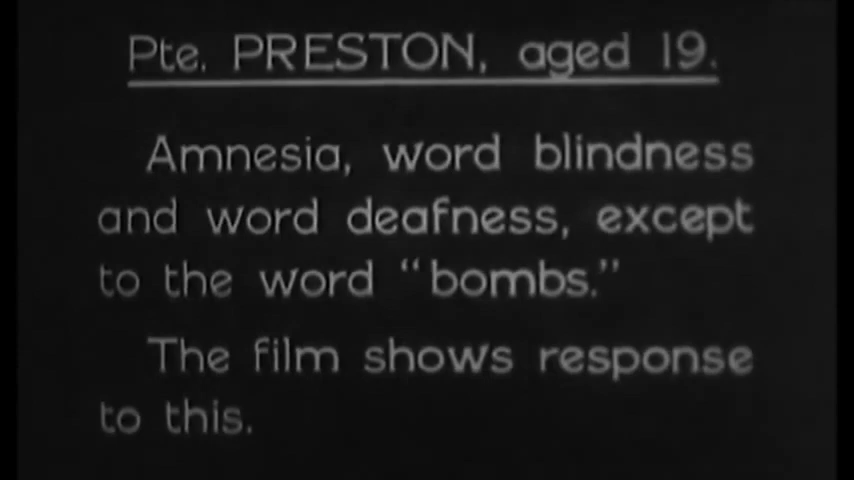 Pte. PRESTON, aged 19.
Amnesia, word blindness
and word deafness, except
to the word “bombs.”
The film shows response
to this.